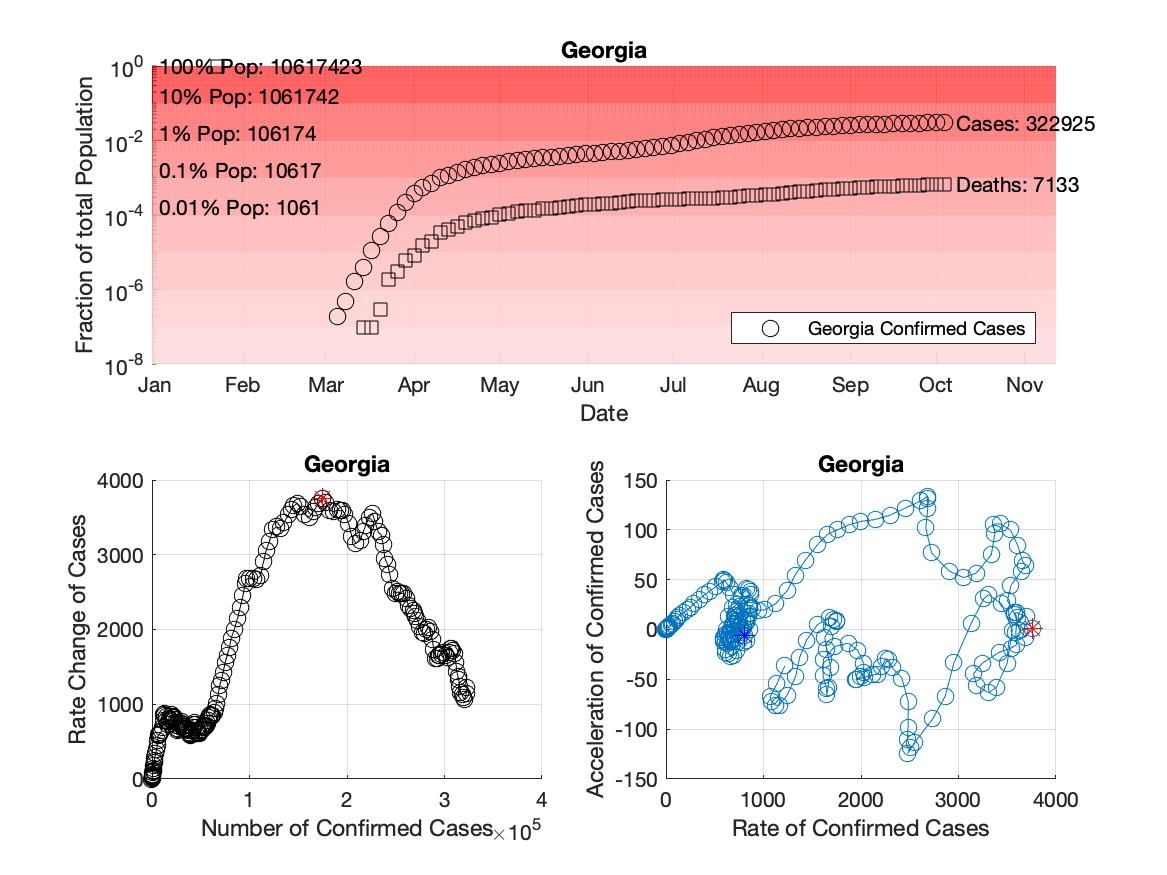 Georgia
10^0
10^-2
10^-4
10^-6
10^-8
Fraction of total Population
100% Pop: 10617423
10% Pop: 1061742
1% Pop: 106174
0.1% Pop: 10617
0.01% Pop: 1061
Cases: 322925
Deaths: 7133
Georgia Confirmed Cases
Jan Feb Mar Apr May Jun Jul Aug Sep Oct Nov
Date
Georgia
4000
3000
2000
1000
0
Rate Change of Cases
0 1 2 3 4
Number of Confirmed Cases ×10^5
Georgia
150
100
50
0
-50
-100
-150
Acceleration of Confirmed Cases
0 1000 2000 3000 4000
Rate of Confirmed Cases